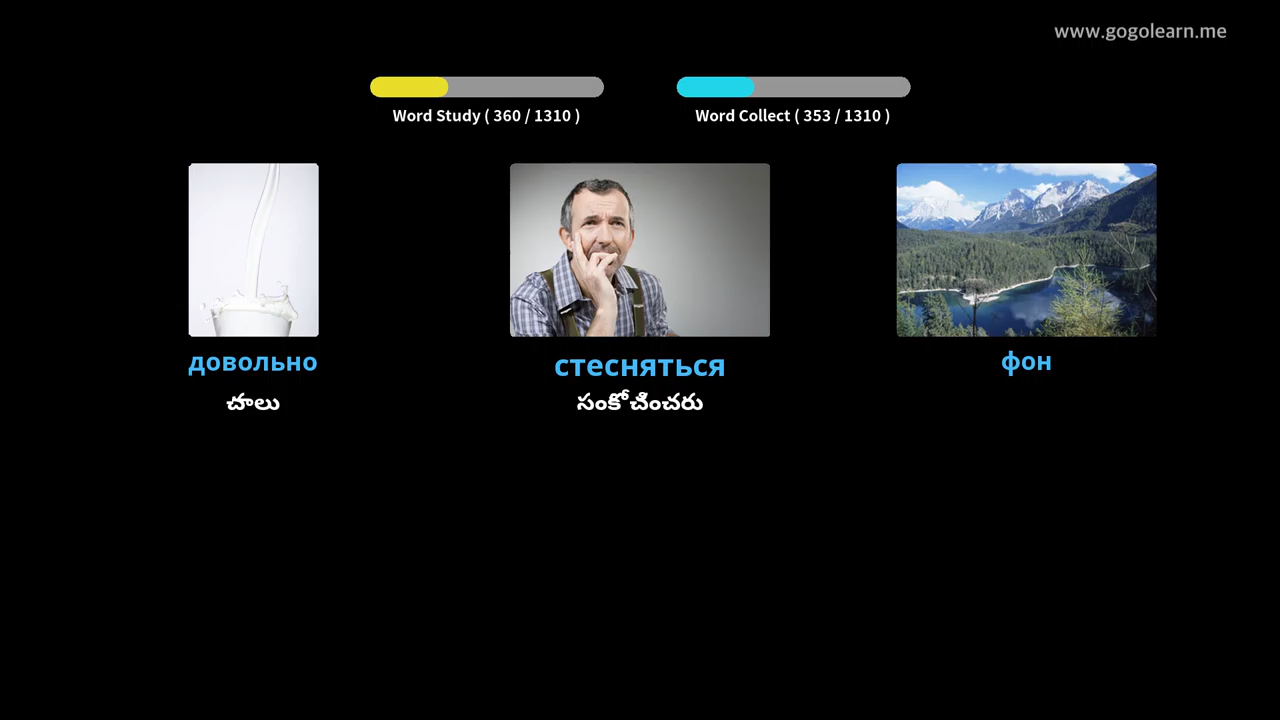 www.gogolearn.me
Word Study ( 360 / 1310 )
Word Collect ( 353 / 1310 )
довольно
стесняться
фон
చాలు
సంకోచించరు